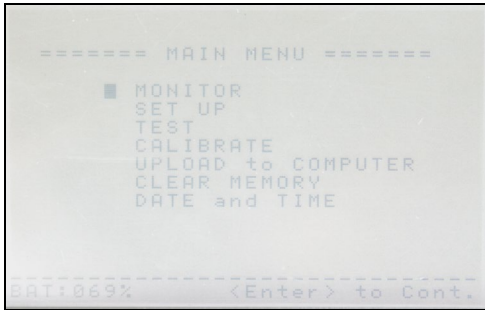 ======= MAIN MENU =======
MONITOR
SET UP
TEST
CALIBRATE
UPLOAD to COMPUTER
CLEAR MEMORY
DATE and TIME
BAT:069% <Enter> to Cont.